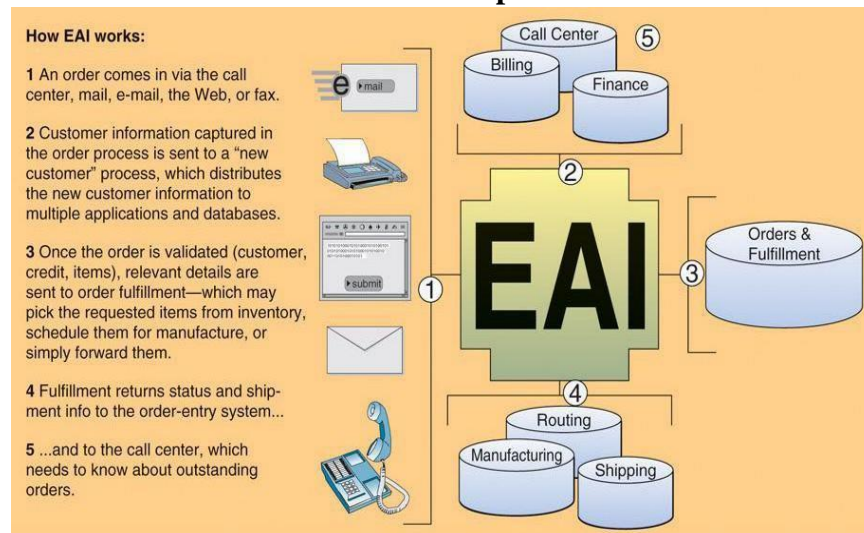 How EAI works:
1 An order comes in via the call
center, mail, e-mail, the Web, or fax.
2 Customer information captured in
the order process is sent to a “new
customer” process, which distributes
the new customer information to
multiple applications and databases.
3 Once the order is validated (customer,
credit, items), relevant details are
sent to order fulfillment—which may
pick the requested items from inventory,
schedule them for manufacture, or
simply forward them.
4 Fulfillment returns status and ship-
ment info to the order-entry system...
5 ...and to the call center, which
needs to know about outstanding
orders.
e
mail
submit
1
Call Center
5
Billing
Finance
2
EAI
3
Orders &
Fulfillment
4
Routing
Manufacturing
Shipping